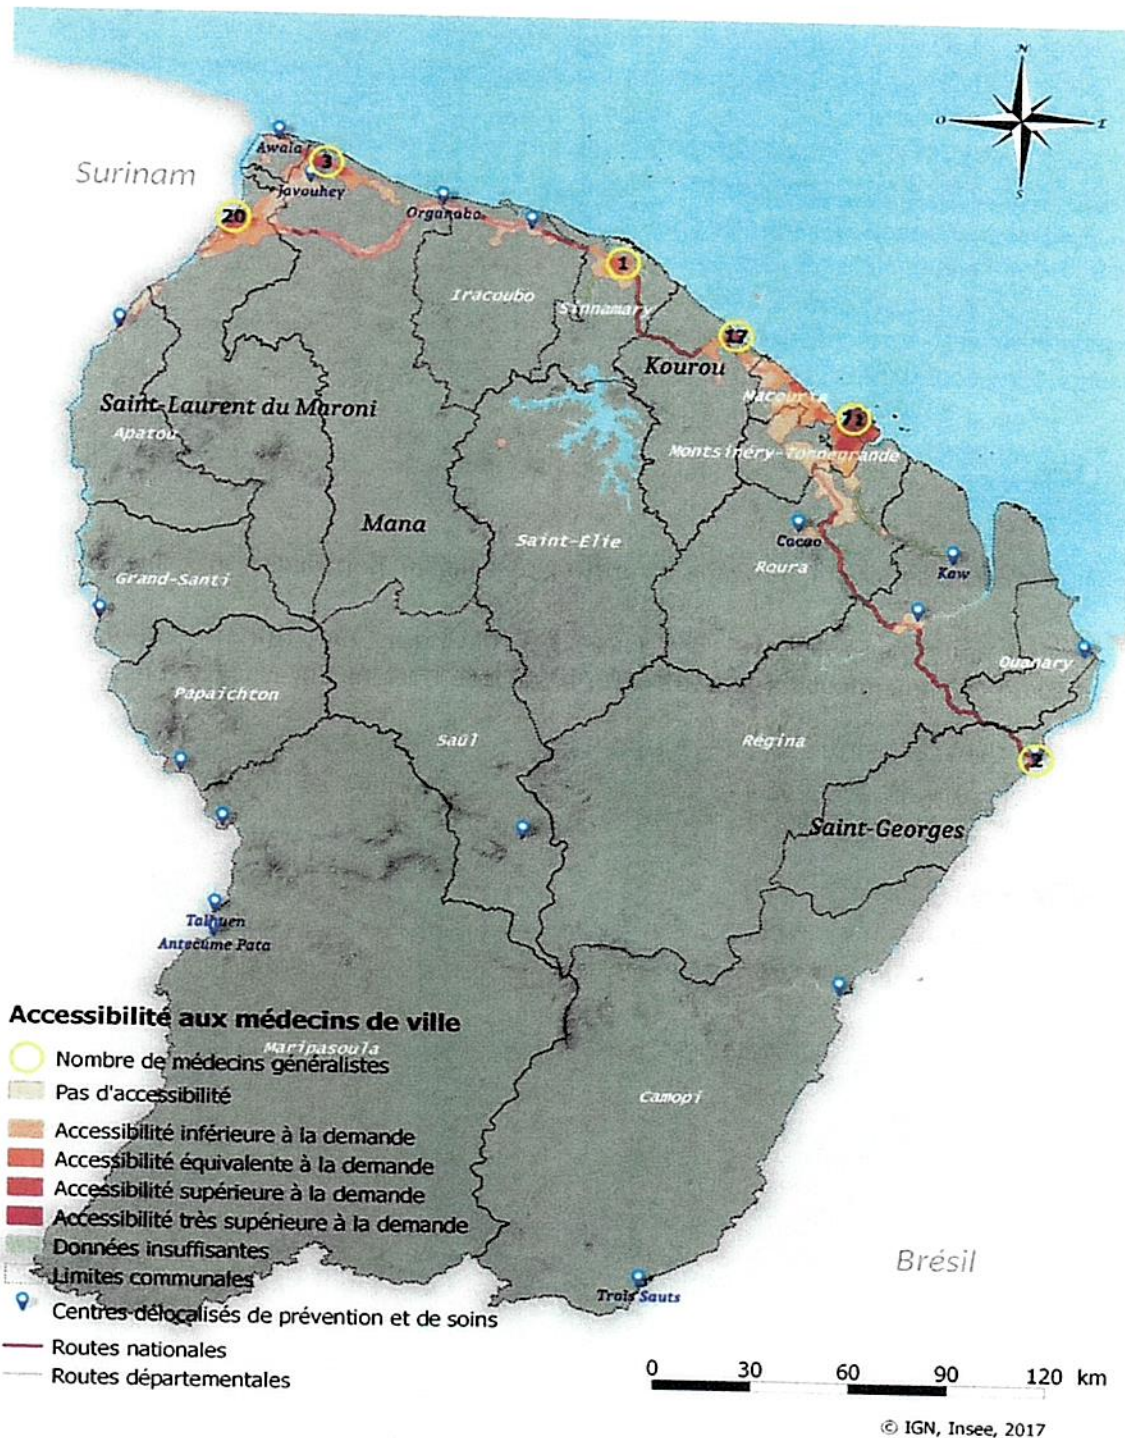 N
O
E
S
Surinam
Awala
3
Javouhey
20
Organabo
1
Iracoubo
Sinnamary
17
Kourou
Macouria
71
Saint-Laurent du Maroni
Apatou
Montsinéry-Tonnegrande
Mana
Saint-Élie
Cacao
Roura
Kaw
Grand-Santi
Ouanary
Papaïchton
Saül
Régina
2
Saint-Georges
Talhuen
Antecume Pata
Accessibilité aux médecins de ville
Maripasoula
Nombre de médecins généralistes
Pas d'accessibilité
Camopi
Accessibilité inférieure à la demande
Accessibilité équivalente à la demande
Accessibilité supérieure à la demande
Accessibilité très supérieure à la demande
Données insuffisantes
Limites communales
Brésil
Trois Sauts
Centres délocalisés de prévention et de soins
Routes nationales
Routes départementales
0 30 60 90 120 km
© IGN, Insee, 2017